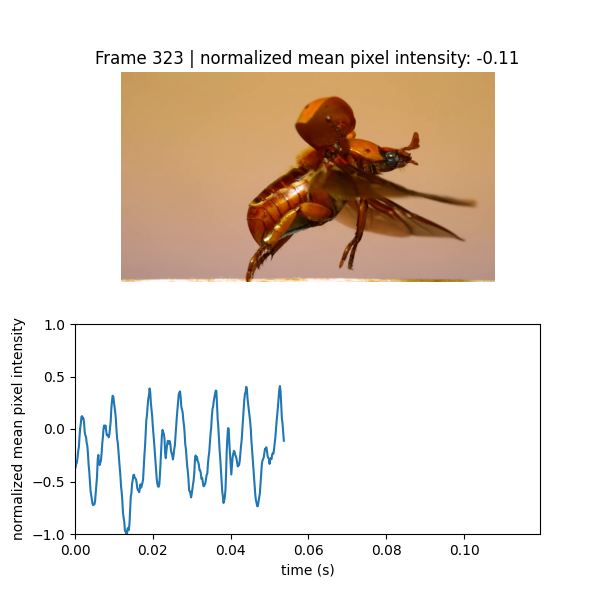 Frame 323 | normalized mean pixel intensity: -0.11
normalized mean pixel intensity
1.0
0.5
0.0
−0.5
−1.0
0.00 0.02 0.04 0.06 0.08 0.10
time (s)